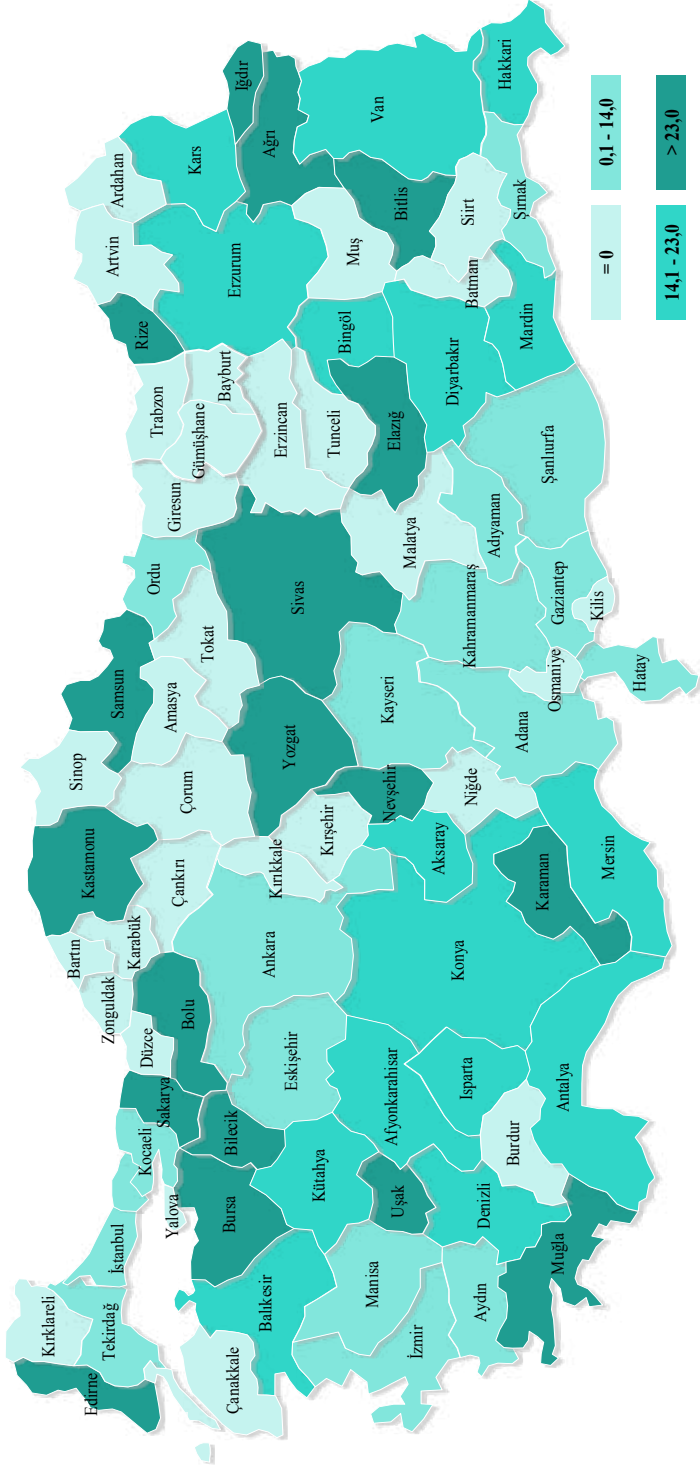 Kırklareli
Edirne
Tekirdağ
İstanbul
Çanakkale
Yalova
Kocaeli
Sakarya
Düzce
Zonguldak
Bartın
Karabük
Kastamonu
Sinop
Samsun
Ordu
Giresun
Trabzon
Rize
Artvin
Ardahan
Balıkesir
Bursa
Bilecik
Bolu
Çankırı
Çorum
Amasya
Tokat
Gümüşhane
Bayburt
Erzurum
Kars
Iğdır
Ağrı
Kütahya
Eskişehir
Ankara
Kırıkkale
Kırşehir
Yozgat
Sivas
Erzincan
Tunceli
Bingöl
Muş
Manisa
Uşak
Afyonkarahisar
Nevşehir
Kayseri
Malatya
Elazığ
Bitlis
Van
İzmir
Aydın
Denizli
Isparta
Burdur
Konya
Aksaray
Niğde
Kahramanmaraş
Adıyaman
Diyarbakır
Batman
Siirt
Şırnak
Hakkari
Muğla
Antalya
Karaman
Mersin
Adana
Osmaniye
Gaziantep
Kilis
Hatay
Şanlıurfa
Mardin
= 0
0,1 - 14,0
14,1 - 23,0
> 23,0